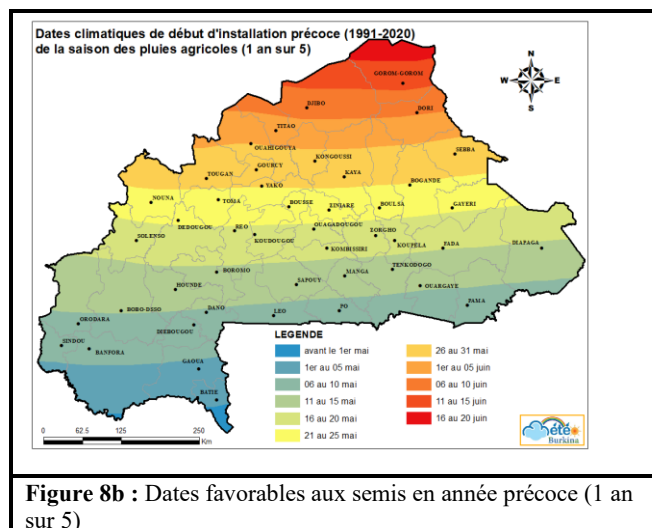 Dates climatiques de début d'installation précoce (1991-2020)
de la saison des pluies agricoles (1 an sur 5)
N
W E
S
GOROM-GOROM
DJIBO
DORI
TITAO
OUAHIGOUYA
KONGOUSSI
SEBBA
GOURCY
KAYA
TOUGAN
YAKO
BOGANDE
NOUNA
TOMA
BOUSSE
ZINIARE
BOULSA
GAYERI
DEDOUGOU
REO
OUAGADOUGOU
ZORGHO
SOLENSO
KOUDOUGOU
KOUPELA
FADA
DIAPAGA
KOMBISSIRI
BOROMO
TENKODOGO
MANGA
HOUNDE
SAPOUY
OUARGAYE
BOBO-DSSO
DANO
LEO
PO
PAMA
ORODARA
DIEBOUGOU
SINDOU
BANFORA
GAOUA
BATIE
LEGENDE
avant le 1er mai
1er au 05 mai
06 au 10 mai
11 au 15 mai
16 au 20 mai
21 au 25 mai
26 au 31 mai
1er au 05 juin
06 au 10 juin
11 au 15 juin
16 au 20 juin
0 62.5 125 250
Km
été
Burkina
Figure 8b : Dates favorables aux semis en année précoce (1 an
sur 5)